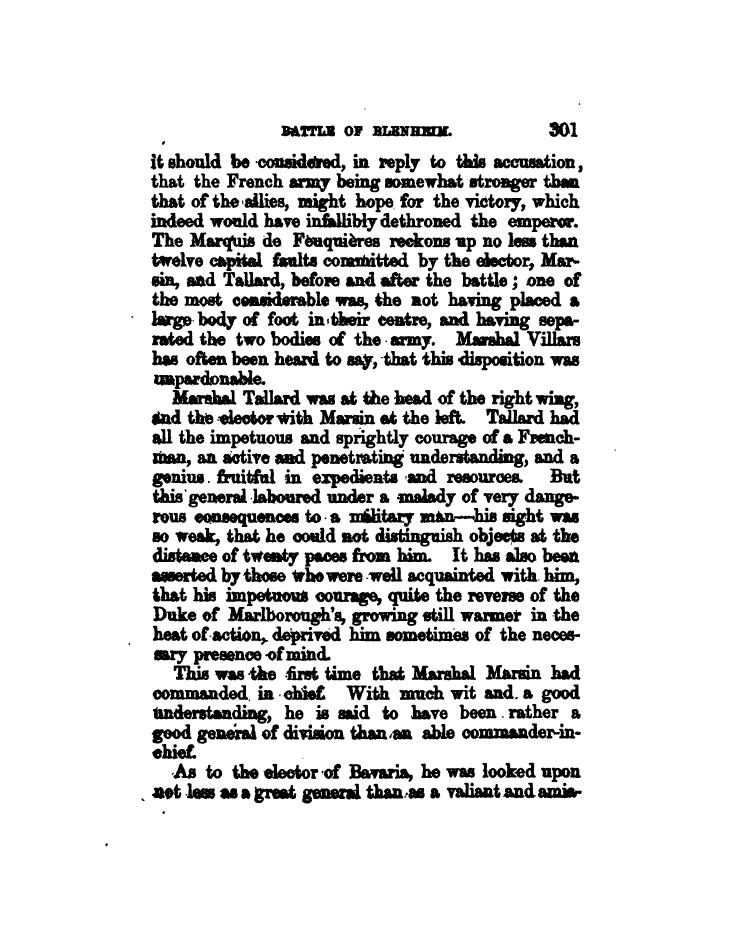 BATTLE OF BLENHEIM. 301
it should be considered, in reply to this accusation,
that the French army being somewhat stronger than
that of the allies, might hope for the victory, which
indeed would have infallibly dethroned the emperor.
The Marquis de Feuquières reckons up no less than
twelve capital faults committed by the elector, Mar-
sin, and Tallard, before and after the battle; one of
the most considerable was, the not having placed a
large body of foot in their centre, and having sepa-
rated the two bodies of the army. Marshal Villars
has often been heard to say, that this disposition was
unpardonable.
Marshal Tallard was at the head of the right wing,
and the elector with Marsin at the left. Tallard had
all the impetuous and sprightly courage of a French-
man, an active and penetrating understanding, and a
genius fruitful in expedients and resources. But
this general laboured under a malady of very dange-
rous consequences to a military man—his sight was
so weak, that he could not distinguish objects at the
distance of twenty paces from him. It has also been
asserted by those who were well acquainted with him,
that his impetuous courage, quite the reverse of the
Duke of Marlborough's, growing still warmer in the
heat of action, deprived him sometimes of the neces-
sary presence of mind.
This was the first time that Marshal Marsin had
commanded in chief. With much wit and a good
understanding, he is said to have been rather a
good general of division than an able commander-in-
chief.
As to the elector of Bavaria, he was looked upon
not less as a great general than as a valiant and amia-